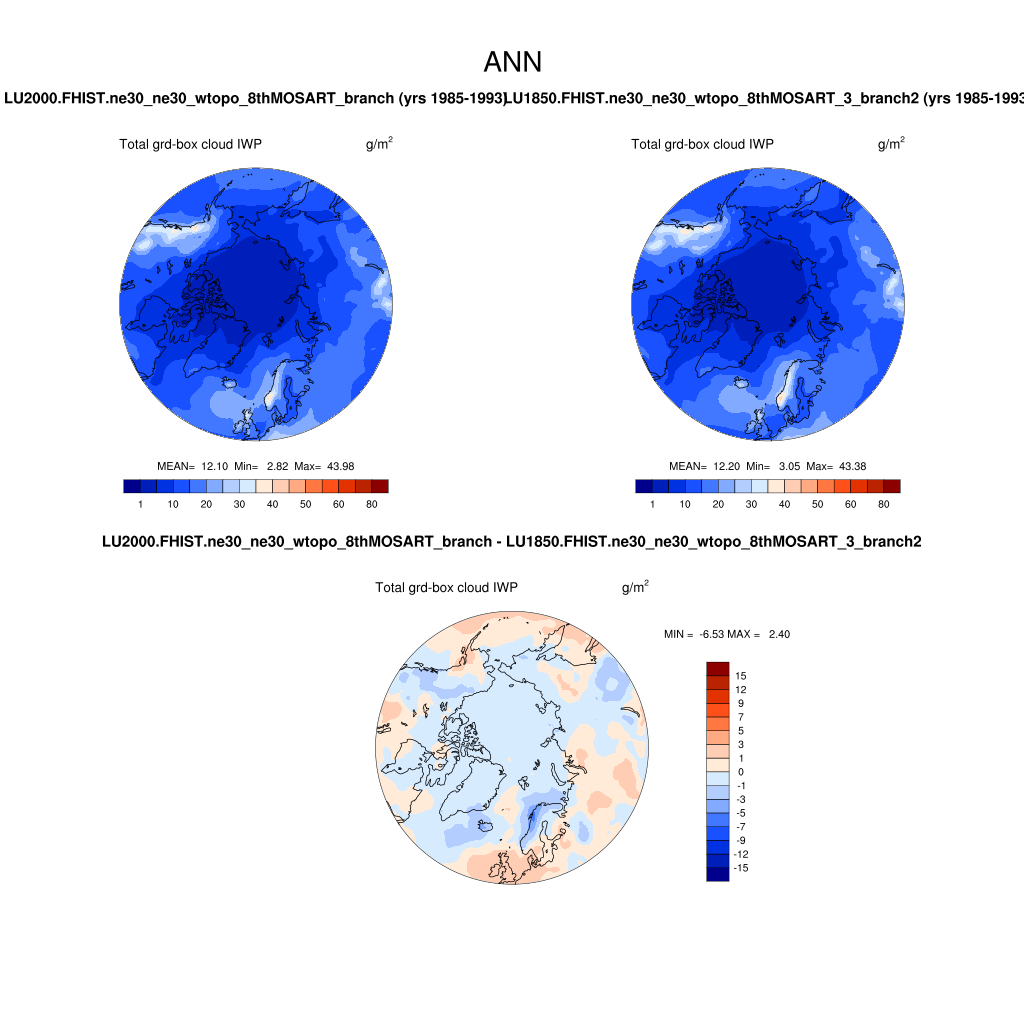 ANN
LU2000.FHIST.ne30_ne30_wtopo_8thMOSART_branch (yrs 1985-1993)
LU1850.FHIST.ne30_ne30_wtopo_8thMOSART_3_branch2 (yrs 1985-1993
Total grd-box cloud IWP g/m²
Total grd-box cloud IWP g/m²
MEAN= 12.10 Min= 2.82 Max= 43.98
MEAN= 12.20 Min= 3.05 Max= 43.38
1 10 20 30 40 50 60 80
1 10 20 30 40 50 60 80
LU2000.FHIST.ne30_ne30_wtopo_8thMOSART_branch - LU1850.FHIST.ne30_ne30_wtopo_8thMOSART_3_branch2
Total grd-box cloud IWP g/m²
MIN = -6.53 MAX = 2.40
15
12
9
7
5
3
1
0
-1
-3
-5
-7
-9
-12
-15